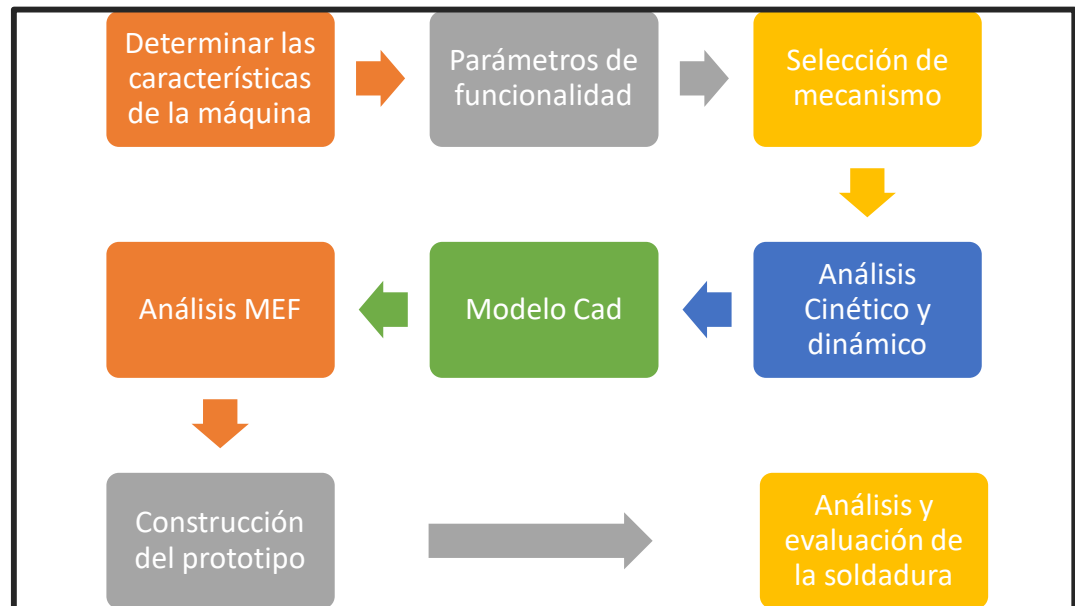 Determinar las
características
de la máquina
Parámetros de
funcionalidad
Selección de
mecanismo
Análisis
Cinético y
dinámico
Modelo Cad
Análisis MEF
Construcción
del prototipo
Análisis y
evaluación de
la soldadura